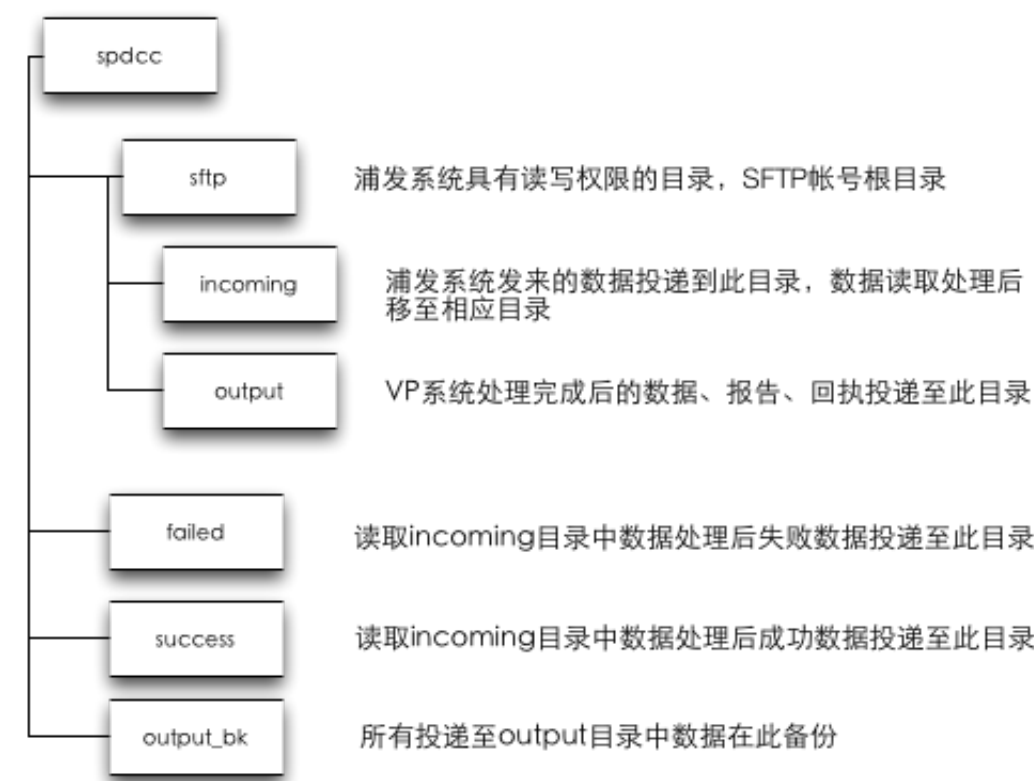 spdcc
sftp
浦发系统具有读写权限的目录，SFTP帐号根目录
incoming
浦发系统发来的数据投递到此目录，数据读取处理后
移至相应目录
output
VP系统处理完成后的数据、报告、回执投递至此目录
failed
读取incoming目录中数据处理后失败数据投递至此目录
success
读取incoming目录中数据处理后成功数据投递至此目录
output_bk
所有投递至output目录中数据在此备份